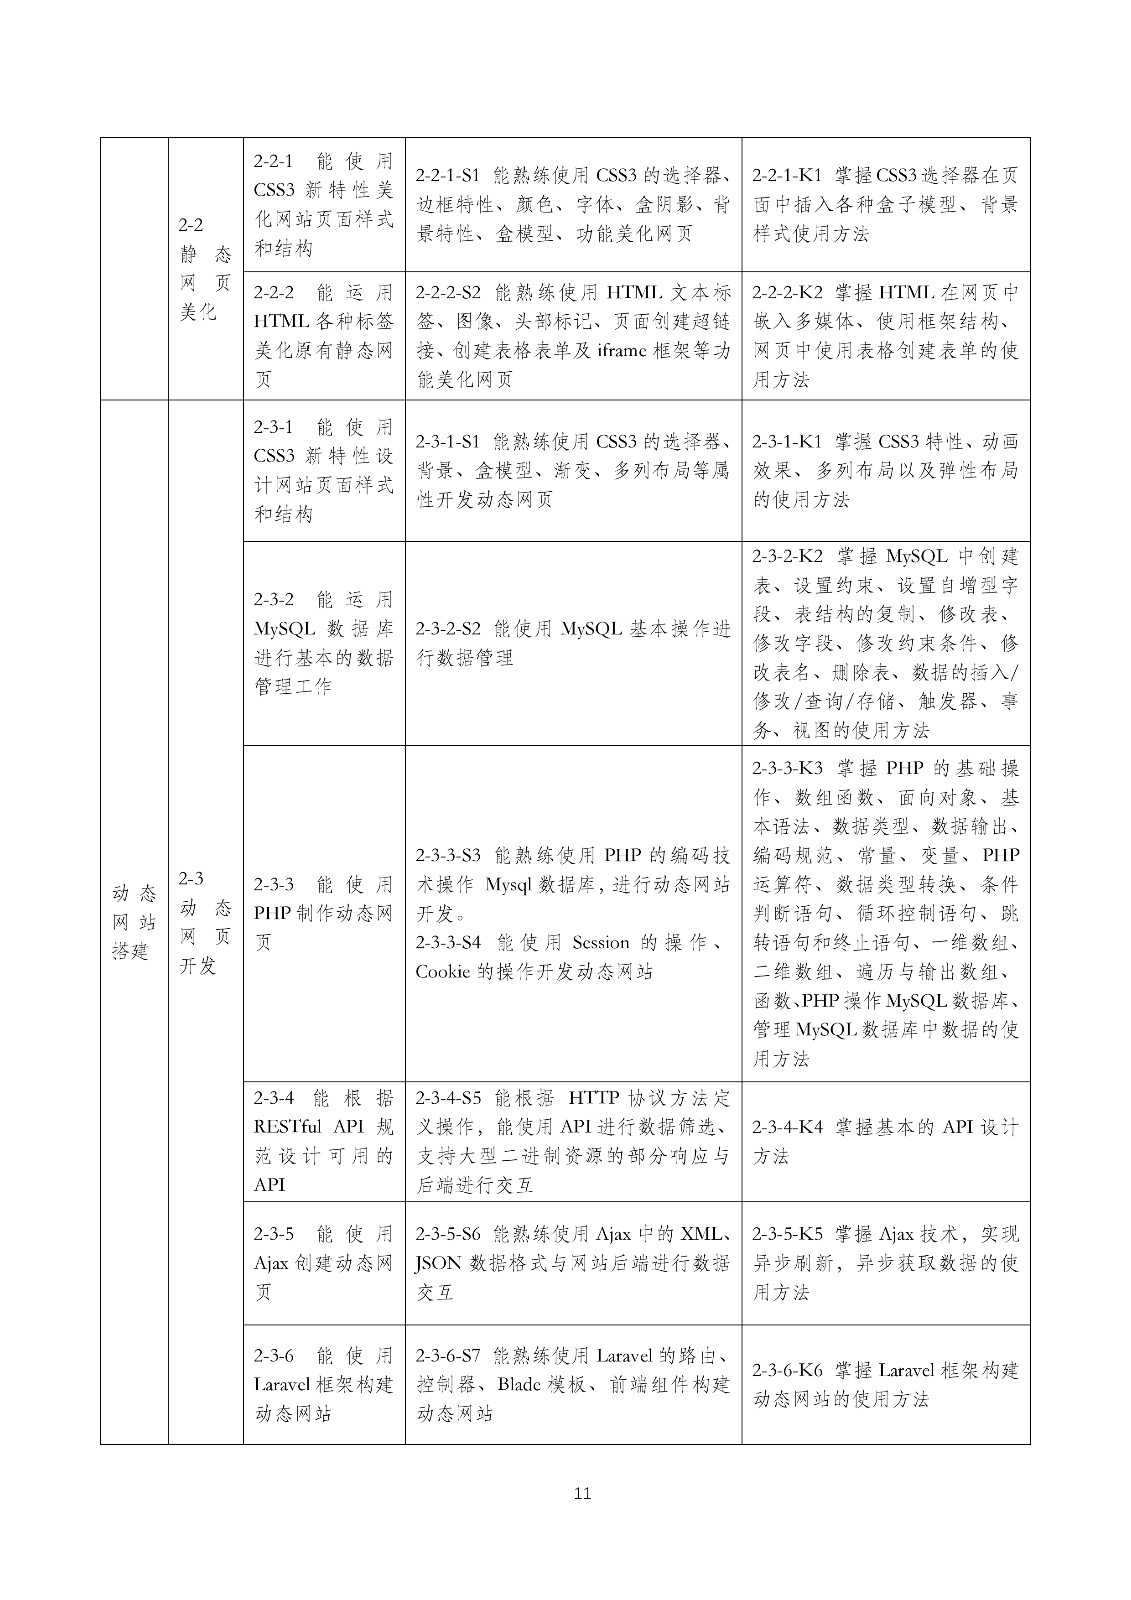 2-2
静 态
网 页
美化
2-2-1 能 使 用
CSS3 新特性美
化网站页面样式
和结构
2-2-1-S1 能熟练使用 CSS3 的选择器、
边框特性、颜色、字体、盒阴影、背
景特性、盒模型、功能美化网页
2-2-1-K1 掌握CSS3选择器在页
面中插入各种盒子模型、背景
样式使用方法
2-2-2 能 运 用
HTML 各种标签
美化原有静态网
页
2-2-2-S2 能熟练使用 HTML 文本标
签、图像、头部标记、页面创建超链
接、创建表格表单及 iframe 框架等功
能美化网页
2-2-2-K2 掌握 HTML 在网页中
嵌入多媒体、使用框架结构、
网页中使用表格创建表单的使
用方法
动 态
网 站
搭建
2-3
动 态
网 页
开发
2-3-1 能 使 用
CSS3 新特性设
计网站页面样式
和结构
2-3-1-S1 能熟练使用 CSS3 的选择器、
背景、盒模型、渐变、多列布局等属
性开发动态网页
2-3-1-K1 掌握 CSS3 特性、动画
效果、多列布局以及弹性布局
的使用方法
2-3-2 能 运 用
MySQL 数 据 库
进行基本的数据
管理工作
2-3-2-S2 能使用 MySQL 基本操作进
行数据管理
2-3-2-K2 掌握 MySQL 中创建
表、设置约束、设置自增型字
段、表结构的复制、修改表、
修改字段、修改约束条件、修
改表名、删除表、数据的插入/
修改/查询/存储、触发器、事
务、视图的使用方法
2-3-3 能 使 用
PHP 制作动态网
页
2-3-3-S3 能熟练使用 PHP 的编码技
术操作 Mysql 数据库，进行动态网站
开发。
2-3-3-S4 能使用 Session 的操作、
Cookie 的操作开发动态网站
2-3-3-K3 掌握 PHP 的基础操
作、数组函数、面向对象、基
本语法、数据类型、数据输出、
编码规范、常量、变量、PHP
运算符、数据类型转换、条件
判断语句、循环控制语句、跳
转语句和终止语句、一维数组、
二维数组、遍历与输出数组、
函数、PHP 操作 MySQL 数据库、
管理 MySQL 数据库中数据的使
用方法
2-3-4 能 根 据
RESTful API 规
范设计可用的
API
2-3-4-S5 能根据 HTTP 协议方法定
义操作，能使用 API 进行数据筛选、
支持大型二进制资源的部分响应与
后端进行交互
2-3-4-K4 掌握基本的 API 设计
方法
2-3-5 能 使 用
Ajax 创建动态网
页
2-3-5-S6 能熟练使用 Ajax 中的 XML、
JSON 数据格式与网站后端进行数据
交互
2-3-5-K5 掌握 Ajax 技术，实现
异步刷新，异步获取数据的使
用方法
2-3-6 能 使 用
Laravel 框架构建
动态网站
2-3-6-S7 能熟练使用 Laravel 的路由、
控制器、Blade 模板、前端组件构建
动态网站
2-3-6-K6 掌握 Laravel 框架构建
动态网站的使用方法
11